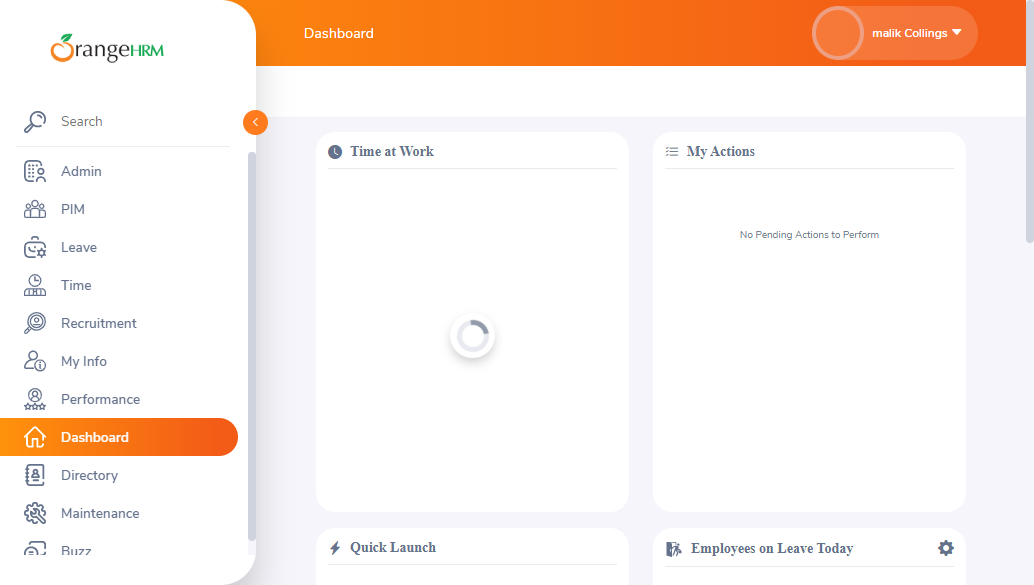 OrangeHRM
Dashboard
malik Collings
Search
Admin
PIM
Leave
Time
Recruitment
My Info
Performance
Dashboard
Directory
Maintenance
Buzz
Time at Work
My Actions
No Pending Actions to Perform
Quick Launch
Employees on Leave Today